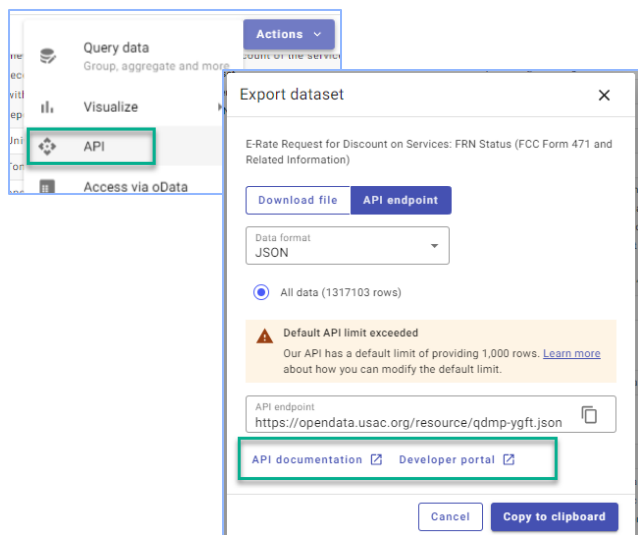 Actions
Query data
Group, aggregate and more
count of the service
Visualize
API
Access via oData
Export dataset
E-Rate Request for Discount on Services: FRN Status (FCC Form 471 and
Related Information)
Download file
API endpoint
Data format
JSON
All data (1317103 rows)
Default API limit exceeded
Our API has a default limit of providing 1,000 rows. Learn more
about how you can modify the default limit.
API endpoint
https://opendata.usac.org/resource/qdmp-ygft.json
API documentation
Developer portal
Cancel
Copy to clipboard